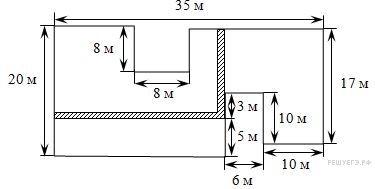 35 м
8 м
8 м
20 м
17 м
3 м
10 м
5 м
10 м
6 м
РЕШУЕГЭ.РФ